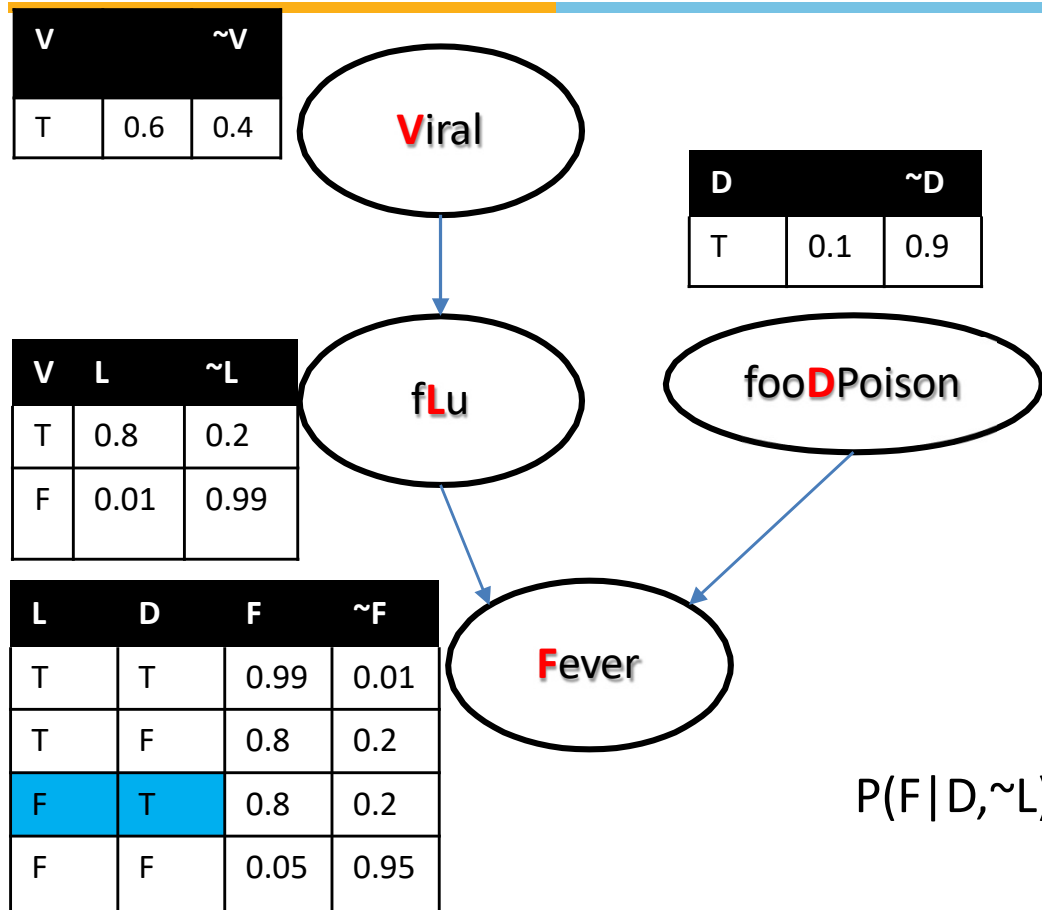 V ~V
T 0.6 0.4
Viral
D ~D
T 0.1 0.9
V L ~L
T 0.8 0.2
F 0.01 0.99
fLu
fooDPoison
L D F ~F
T T 0.99 0.01
T F 0.8 0.2
F T 0.8 0.2
F F 0.05 0.95
Fever
P(F|D,~L)